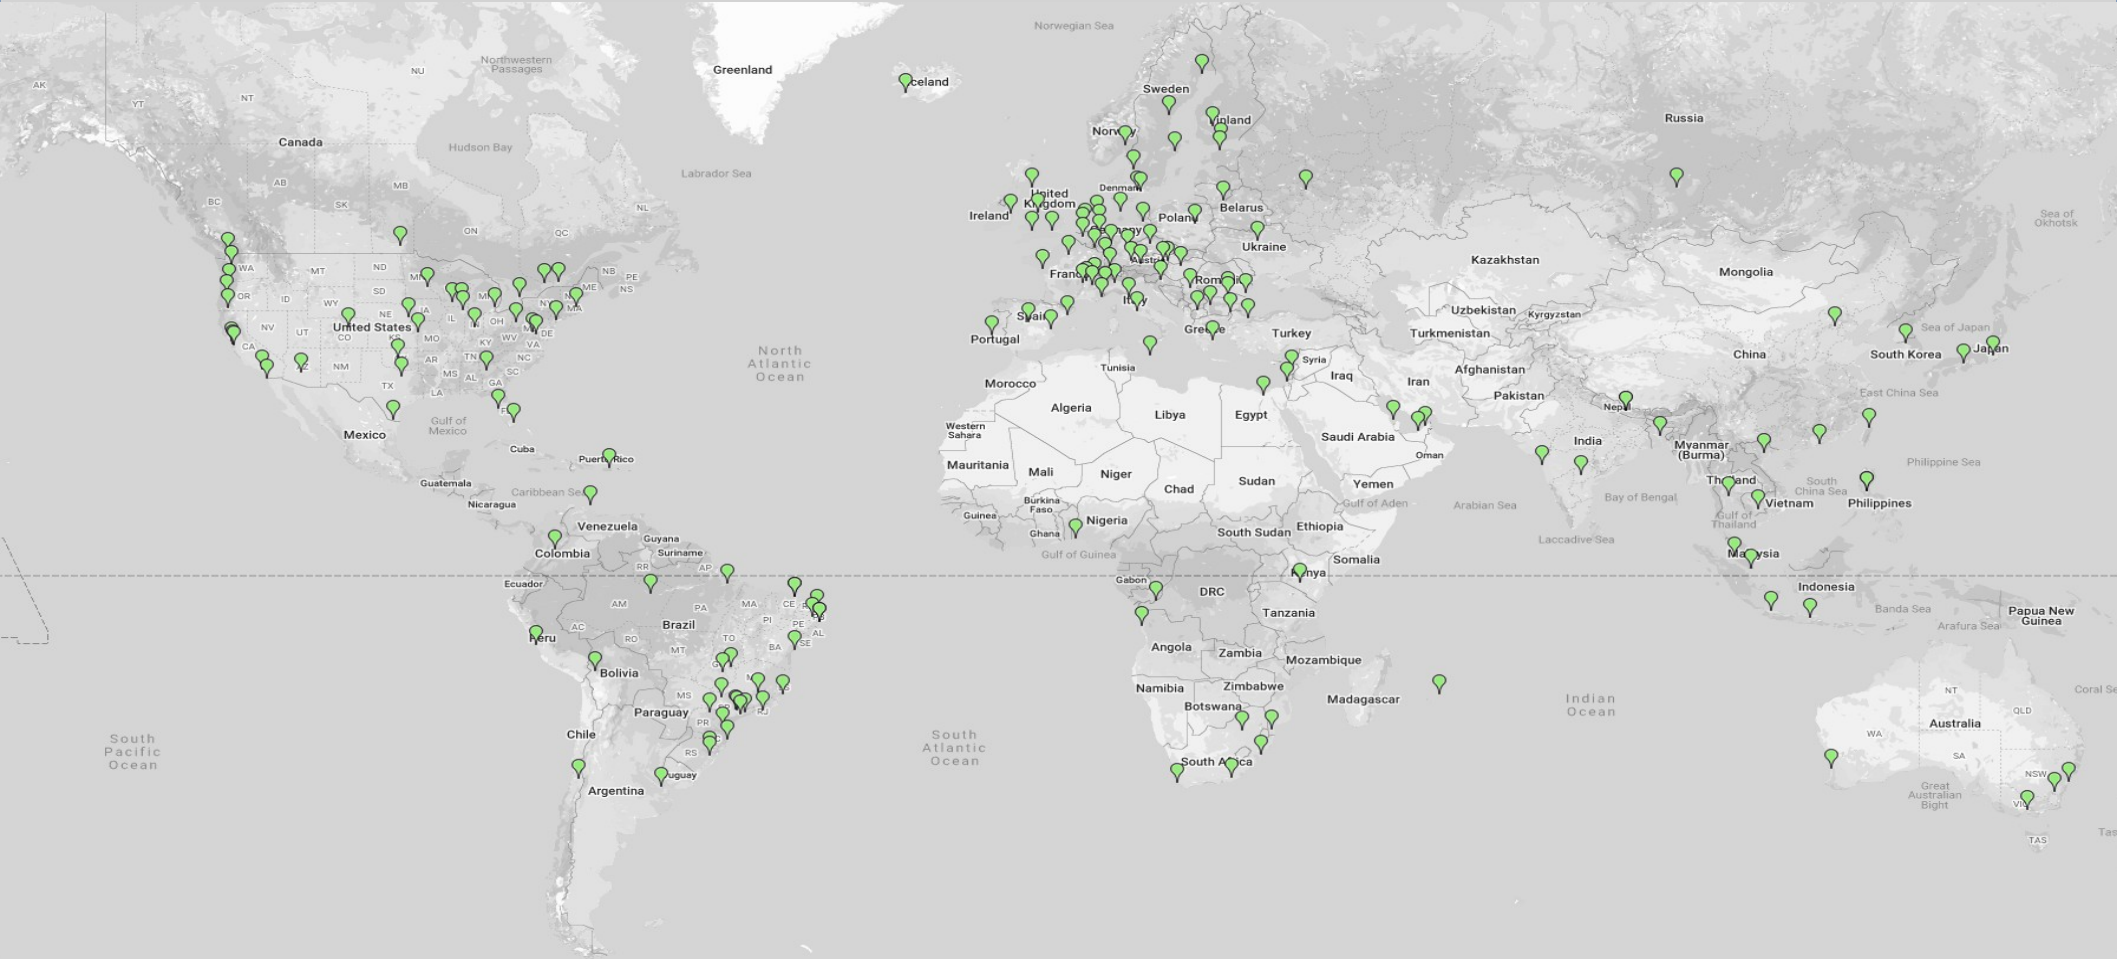 Norwegian Sea
Greenland
Northwestern
Passages
NU
AK
YT
NT
Iceland
Sweden
Finland
Norway
Russia
Canada
Hudson Bay
Labrador Sea
AB
MB
BC
SK
NL
ON
QC
United
Kingdom
Ireland
Denmark
Poland
Belarus
Sea of
Okhotsk
Germany
Ukraine
Austria
France
Romania
Italy
Spain
Portugal
Greece
Turkey
Kazakhstan
Mongolia
Uzbekistan
Kyrgyzstan
Turkmenistan
WA
MT
ND
NB
PE
NS
ME
OR
ID
WY
SD
NV
UT
NE
IA
IL
OH
MA
United States
CO
KS
MO
WV
DE
VA
KY
CA
NM
AR
TN
NC
SC
MS
AL
GA
TX
LA
North
Atlantic
Ocean
Sea of Japan
South Korea
Japan
China
Syria
Tunisia
Iraq
Iran
Afghanistan
Pakistan
Morocco
Algeria
Libya
Egypt
East China Sea
Nepal
Gulf of
Mexico
Mexico
Cuba
Puerto Rico
Western
Sahara
Saudi Arabia
Oman
India
Myanmar
(Burma)
Mauritania
Mali
Niger
Chad
Sudan
Yemen
Thailand
Philippine Sea
Guatemala
Caribbean Sea
Nicaragua
Burkina
Faso
Guinea
Ghana
Nigeria
Gulf of Aden
Arabian Sea
Bay of Bengal
South
China Sea
Vietnam
Philippines
Gulf of
Thailand
Venezuela
Guyana
Colombia
Suriname
Gulf of Guinea
South Sudan
Ethiopia
Somalia
Laccadive Sea
Malaysia
RR
AP
Ecuador
Gabon
DRC
Kenya
Indonesia
AM
PA
MA
CE
PB
PI
PE
AL
Brazil
Tanzania
Banda Sea
Arafura Sea
Papua New
Guinea
Peru
AC
RO
TO
MT
BA
SE
Bolivia
Angola
Zambia
Mozambique
Namibia
Zimbabwe
Botswana
Madagascar
Indian
Ocean
MS
Paraguay
PR
RJ
RS
NT
QLD
Coral Se
Australia
WA
SA
NSW
VIC
TAS
Tas
South
Pacific
Ocean
Chile
Uruguay
Argentina
South
Atlantic
Ocean
South Africa
Great
Australian
Bight